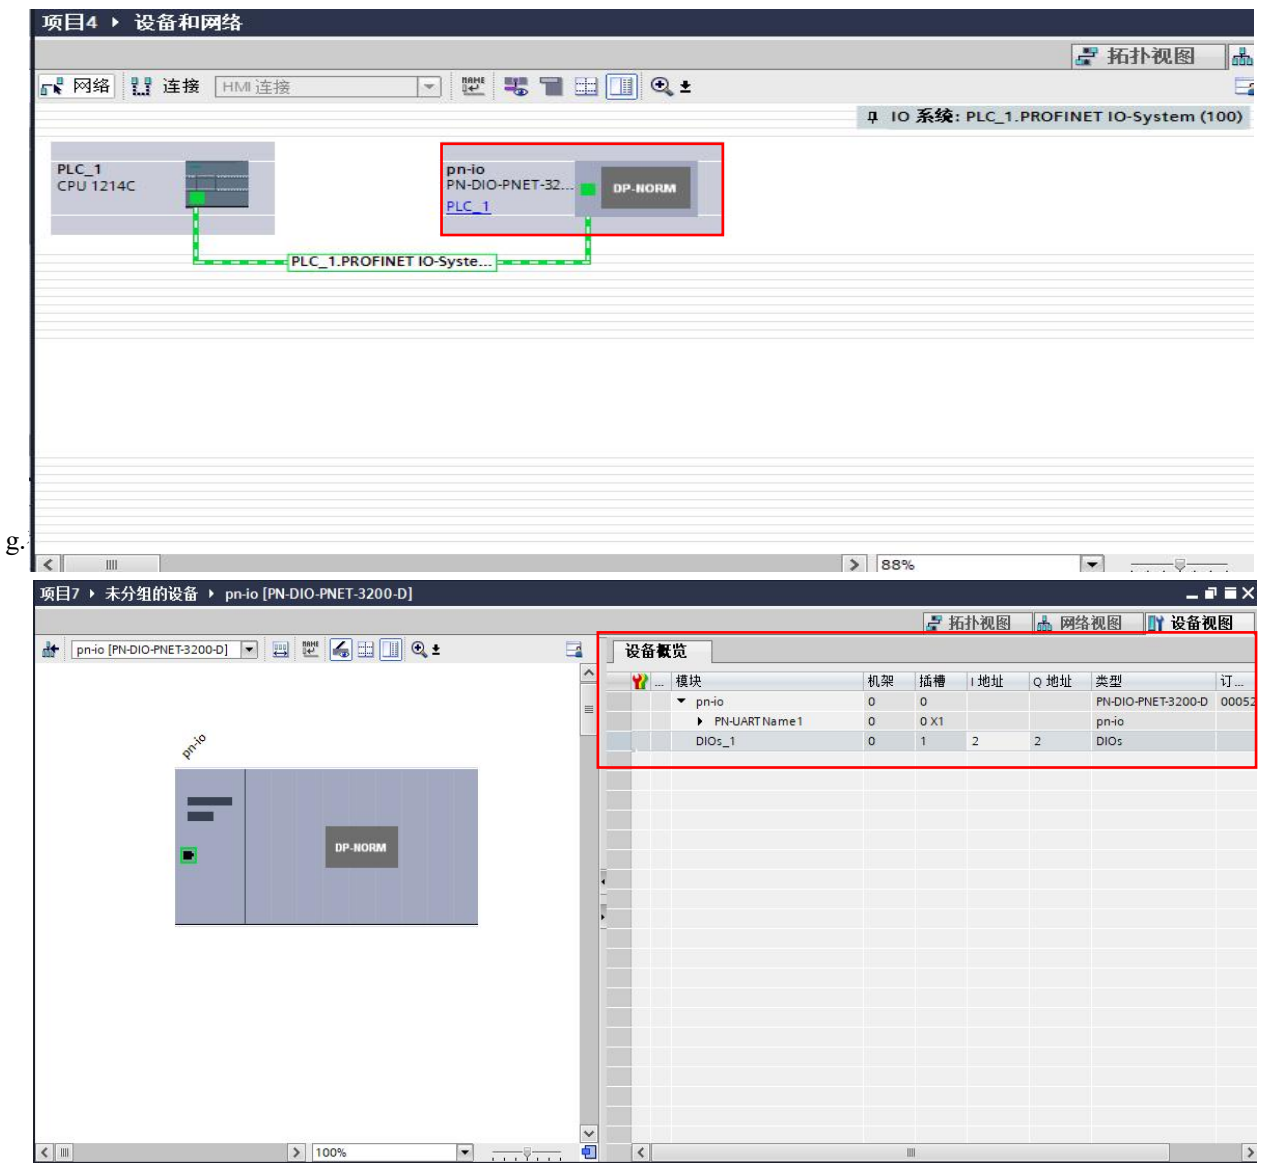 项目4 ▸ 设备和网络
拓扑视图
网络 连接 HMI 连接
IO 系统: PLC_1.PROFINET IO-System (100)
PLC_1
CPU 1214C
pn-io
PN-DIO-PNET-32...
PLC_1
DP-NORM
PLC_1.PROFINET IO-Syste...
g.
88%
项目7 ▸ 未分组的设备 ▸ pn-io [PN-DIO-PNET-3200-D]
拓扑视图 网络视图 设备视图
pn-io [PN-DIO-PNET-3200-D]
设备概览
... 模块 机架 插槽 I 地址 Q 地址 类型 订...
pn-io 0 0 PN-DIO-PNET-3200-D 00052
PN-UART Name1 0 0 X1 pn-io
DIOs_1 0 1 2 2 DIOs
pn-io
DP-NORM
100%